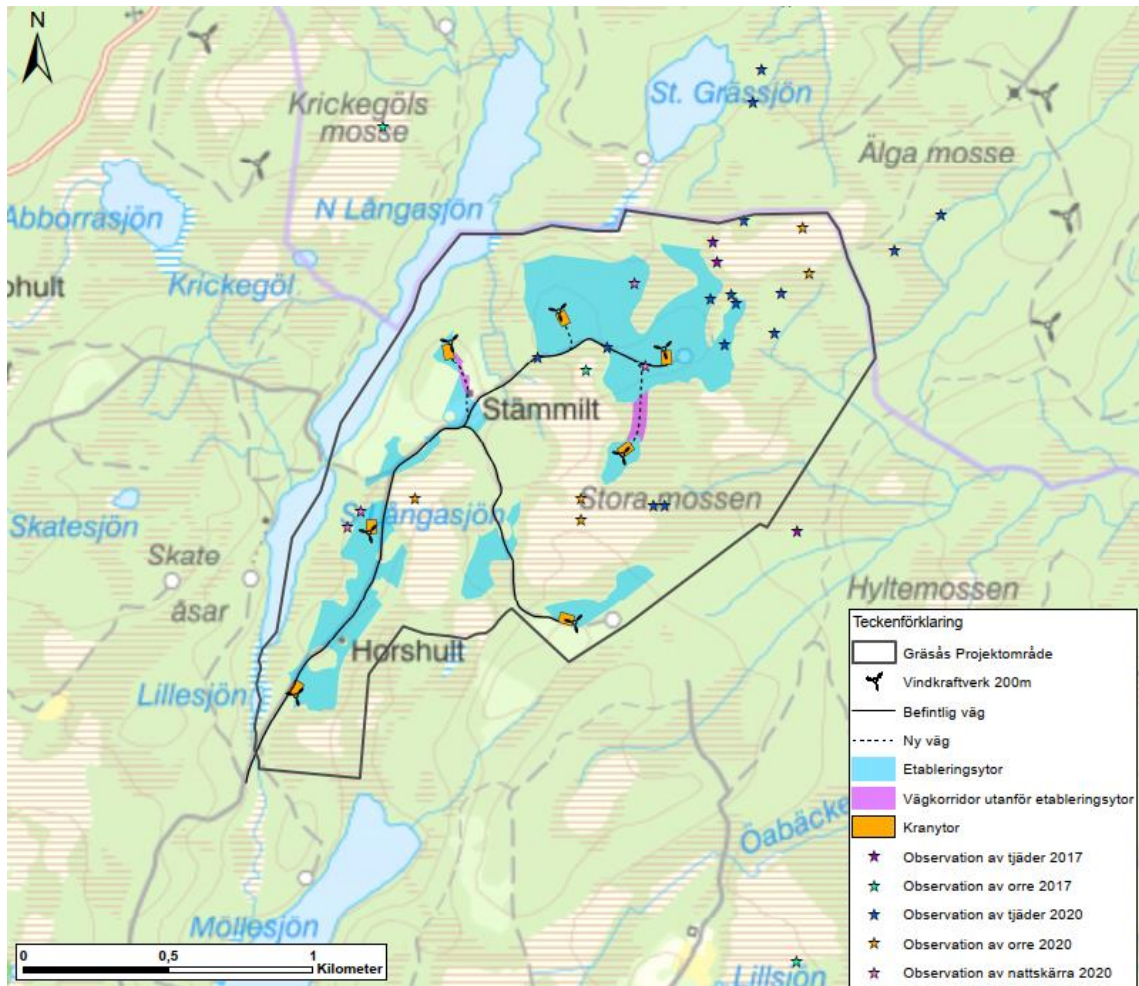 N
Krickegöls
mosse
St. Grässjön
Älga mosse
Abborrasjön
N Långasjön
Krickegöl
ohult
Stämmilt
Stora mossen
S Långasjön
Skatesjön
Skate
åsar
Hyltemossen
Horshult
Lillesjön
Öabäcke
Möllesjön
Lillsjön
0 0,5 1
Kilometer
Teckenförklaring
Gräsås Projektområde
Vindkraftverk 200m
Befintlig väg
Ny väg
Etableringsytor
Vägkorridor utanför etableringsytor
Kranytor
Observation av tjäder 2017
Observation av orre 2017
Observation av tjäder 2020
Observation av orre 2020
Observation av nattskärra 2020